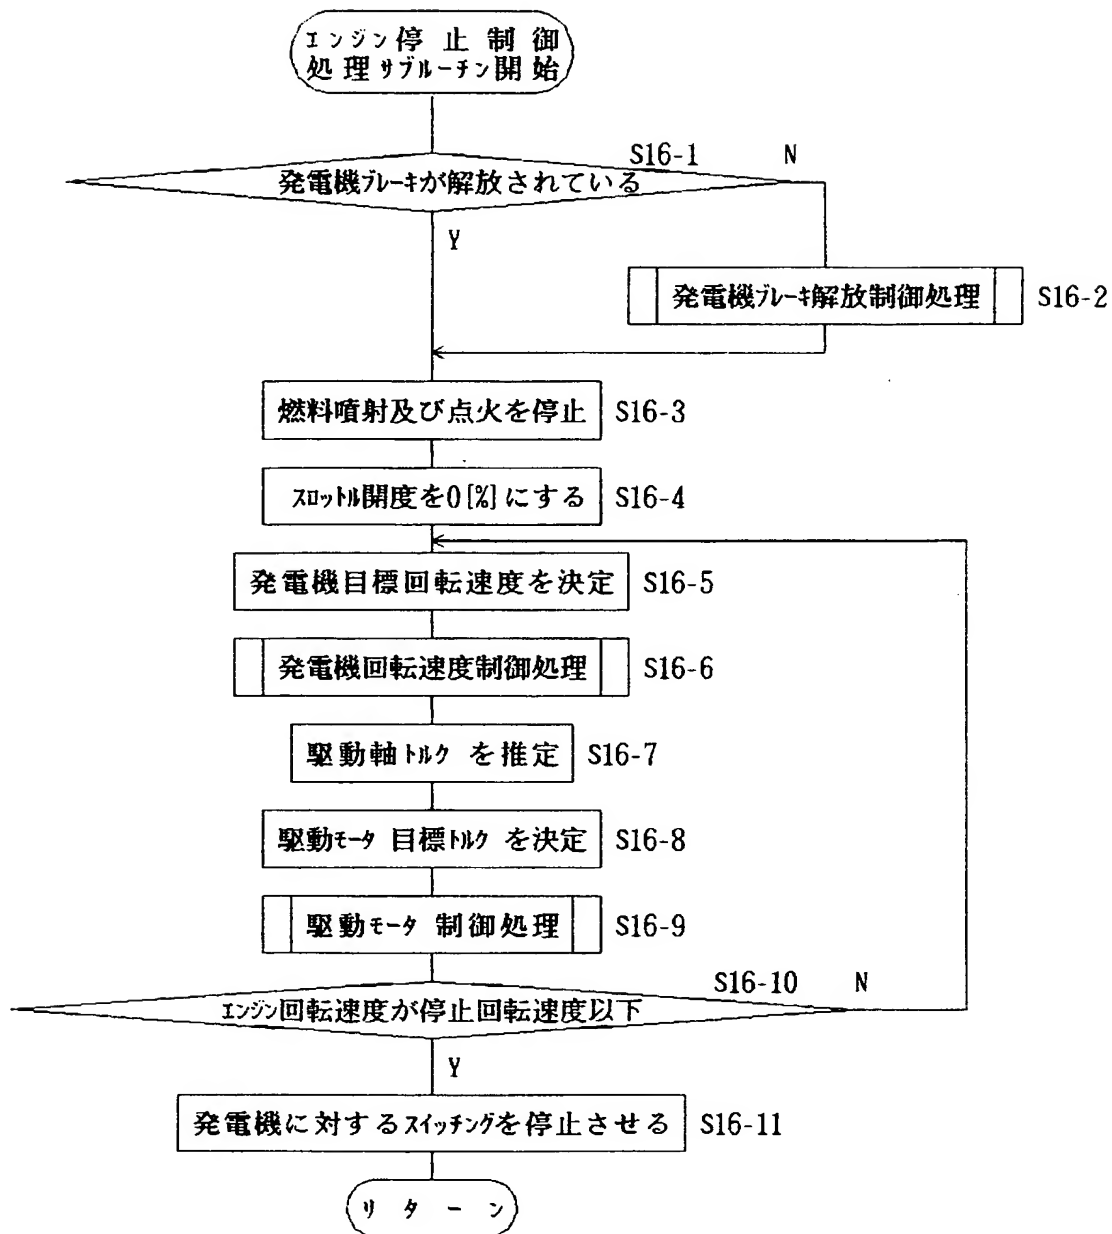 エンジン停止制御
処理サブルーチン開始
S16-1 N
発電機ブレーキが解放されている
Y
発電機ブレーキ解放制御処理 S16-2
燃料噴射及び点火を停止 S16-3
スロットル開度を0[%]にする S16-4
発電機目標回転速度を決定 S16-5
発電機回転速度制御処理 S16-6
駆動軸トルクを推定 S16-7
駆動モータ目標トルクを決定 S16-8
駆動モータ制御処理 S16-9
S16-10 N
エンジン回転速度が停止回転速度以下
Y
発電機に対するスイッチングを停止させる S16-11
リターン